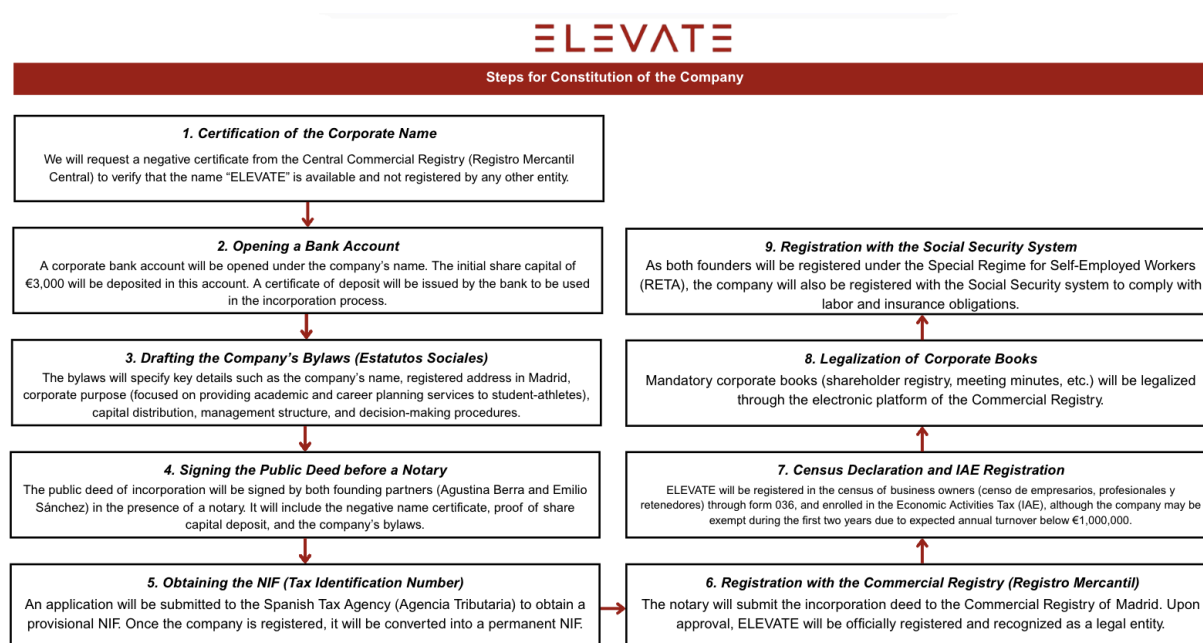 ELEVATE
Steps for Constitution of the Company
1. Certification of the Corporate Name
We will request a negative certificate from the Central Commercial Registry (Registro Mercantil
Central) to verify that the name “ELEVATE” is available and not registered by any other entity.
2. Opening a Bank Account
A corporate bank account will be opened under the company’s name. The initial share capital of
€3,000 will be deposited in this account. A certificate of deposit will be issued by the bank to be used
in the incorporation process.
3. Drafting the Company’s Bylaws (Estatutos Sociales)
The bylaws will specify key details such as the company’s name, registered address in Madrid,
corporate purpose (focused on providing academic and career planning services to student-athletes),
capital distribution, management structure, and decision-making procedures.
4. Signing the Public Deed before a Notary
The public deed of incorporation will be signed by both founding partners (Agustina Berra and Emilio
Sánchez) in the presence of a notary. It will include the negative name certificate, proof of share
capital deposit, and the company’s bylaws.
5. Obtaining the NIF (Tax Identification Number)
An application will be submitted to the Spanish Tax Agency (Agencia Tributaria) to obtain a
provisional NIF. Once the company is registered, it will be converted into a permanent NIF.
6. Registration with the Commercial Registry (Registro Mercantil)
The notary will submit the incorporation deed to the Commercial Registry of Madrid. Upon
approval, ELEVATE will be officially registered and recognized as a legal entity.
7. Census Declaration and IAE Registration
ELEVATE will be registered in the census of business owners (censo de empresarios, profesionales y
retenedores) through form 036, and enrolled in the Economic Activities Tax (IAE), although the company may be
exempt during the first two years due to expected annual turnover below €1,000,000.
8. Legalization of Corporate Books
Mandatory corporate books (shareholder registry, meeting minutes, etc.) will be legalized
through the electronic platform of the Commercial Registry.
9. Registration with the Social Security System
As both founders will be registered under the Special Regime for Self-Employed Workers
(RETA), the company will also be registered with the Social Security system to comply with
labor and insurance obligations.